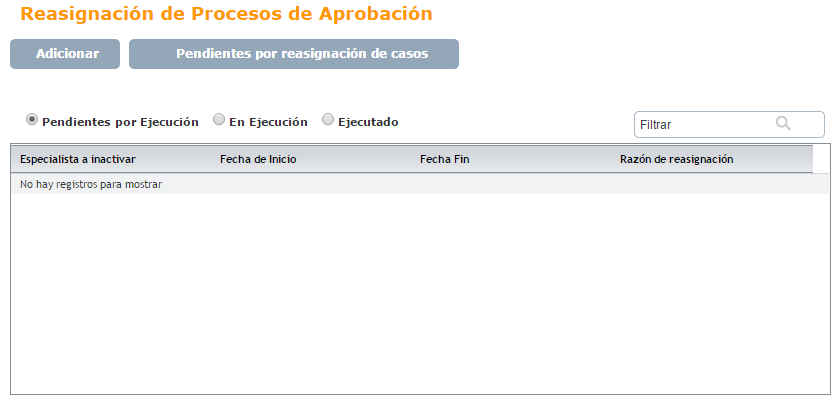 Reasignación de Procesos de Aprobación
Adicionar Pendientes por reasignación de casos
Pendientes por Ejecución En Ejecución Ejecutado Filtrar
Especialista a inactivar Fecha de Inicio Fecha Fin Razón de reasignación
No hay registros para mostrar